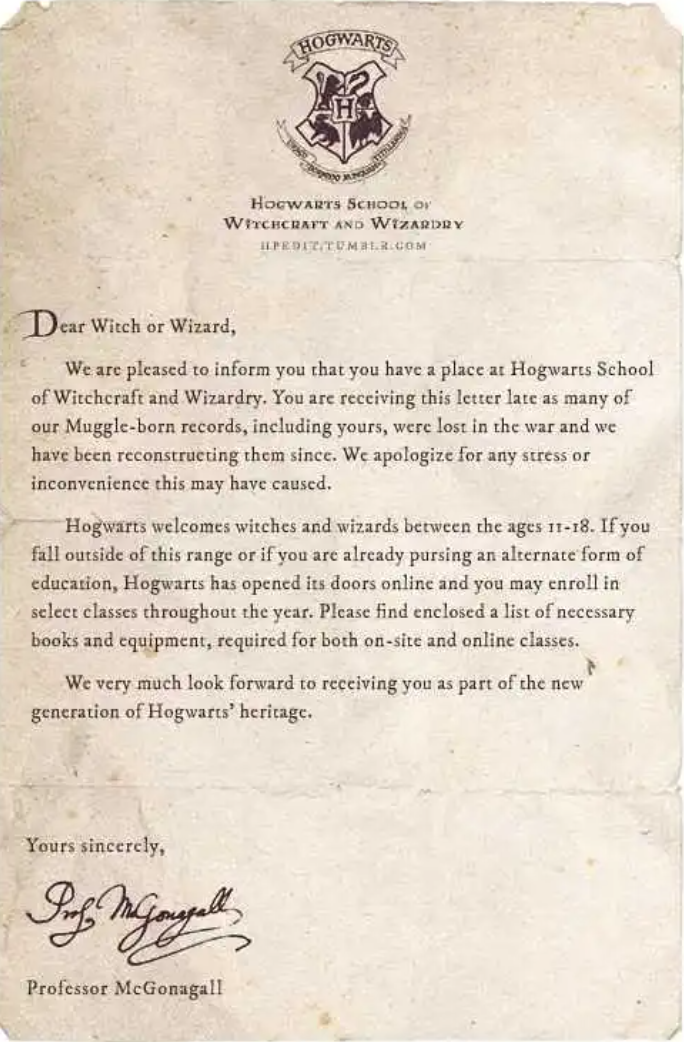 HOGWARTS
H
HOGWARTS SCHOOL OF
WITCHCRAFT AND WIZARDRY
HPEDIT.TUMBLR.COM
Dear Witch or Wizard,
We are pleased to inform you that you have a place at Hogwarts School
of Witchcraft and Wizardry. You are receiving this letter late as many of
our Muggle-born records, including yours, were lost in the war and we
have been reconstructing them since. We apologize for any stress or
inconvenience this may have caused.
Hogwarts welcomes witches and wizards between the ages 11-18. If you
fall outside of this range or if you are already pursing an alternate form of
education, Hogwarts has opened its doors online and you may enroll in
select classes throughout the year. Please find enclosed a list of necessary
books and equipment, required for both on-site and online classes.
We very much look forward to receiving you as part of the new
generation of Hogwarts' heritage.
Yours sincerely,
Prof. McGonagall
Professor McGonagall